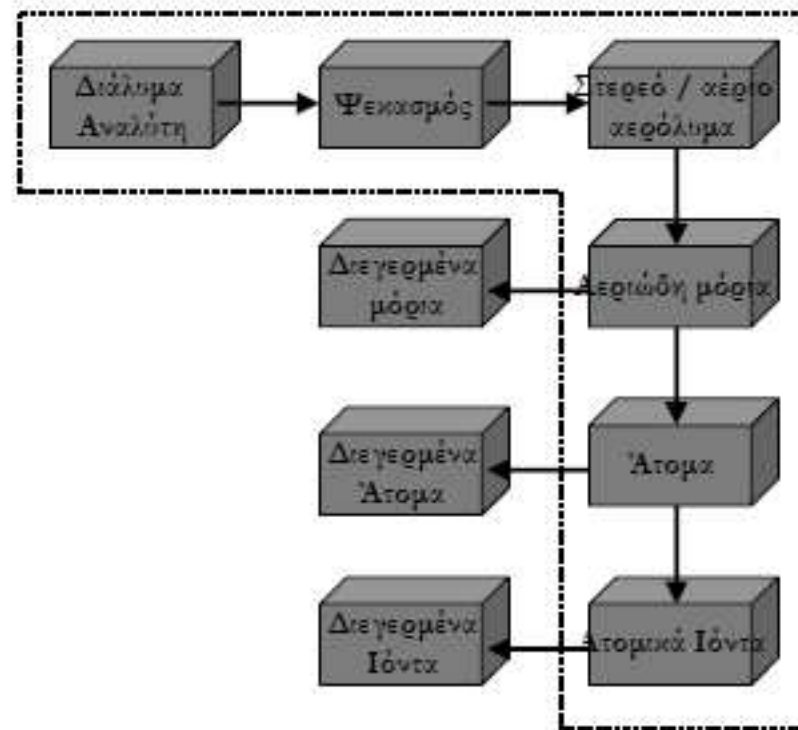 Διάλυμα
Αναλύτη
Ψεκασμός
Στερεό / αέριο
αερόλυμα
Διεγερμένα
μόρια
Αεριώδη μόρια
Διεγερμένα
Άτομα
Άτομα
Διεγερμένα
Ιόντα
Ατομικά Ιόντα